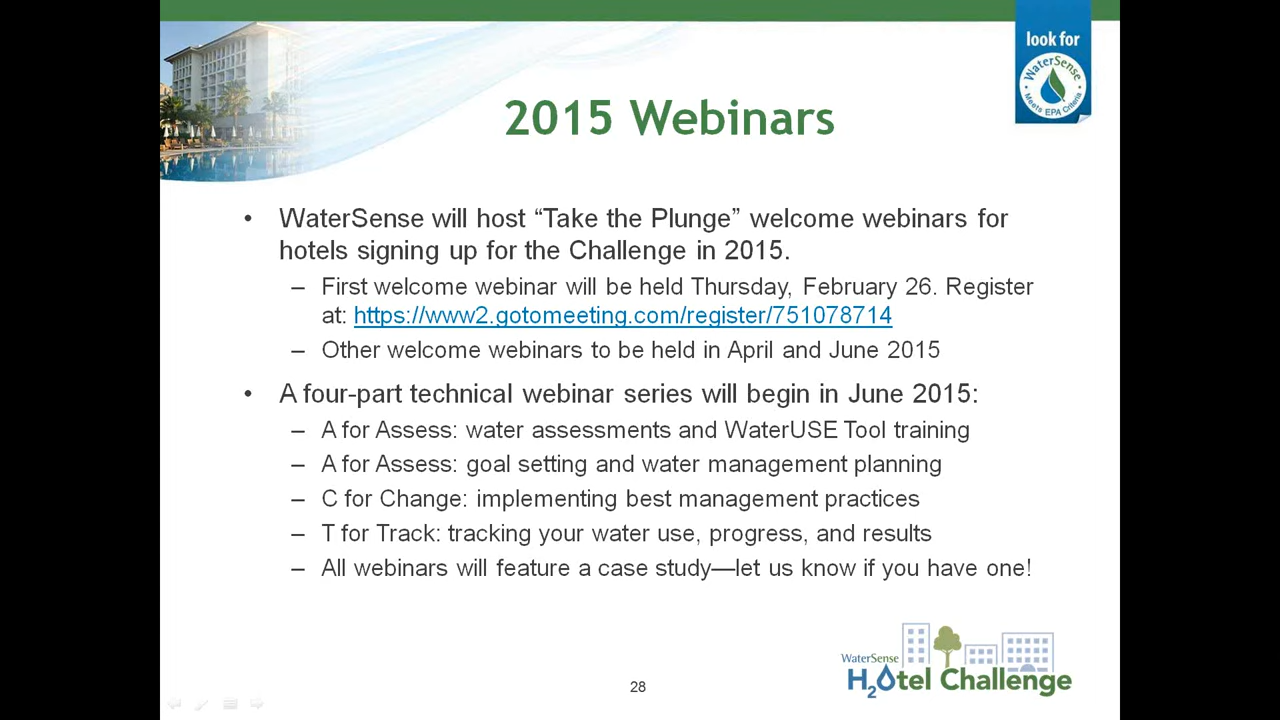 look for
WaterSense
Meets EPA Criteria
2015 Webinars
• WaterSense will host “Take the Plunge” welcome webinars for
hotels signing up for the Challenge in 2015.
– First welcome webinar will be held Thursday, February 26. Register
at: https://www2.gotomeeting.com/register/751078714
– Other welcome webinars to be held in April and June 2015
• A four-part technical webinar series will begin in June 2015:
– A for Assess: water assessments and WaterUSE Tool training
– A for Assess: goal setting and water management planning
– C for Change: implementing best management practices
– T for Track: tracking your water use, progress, and results
– All webinars will feature a case study—let us know if you have one!
WaterSense
H2Otel Challenge
28